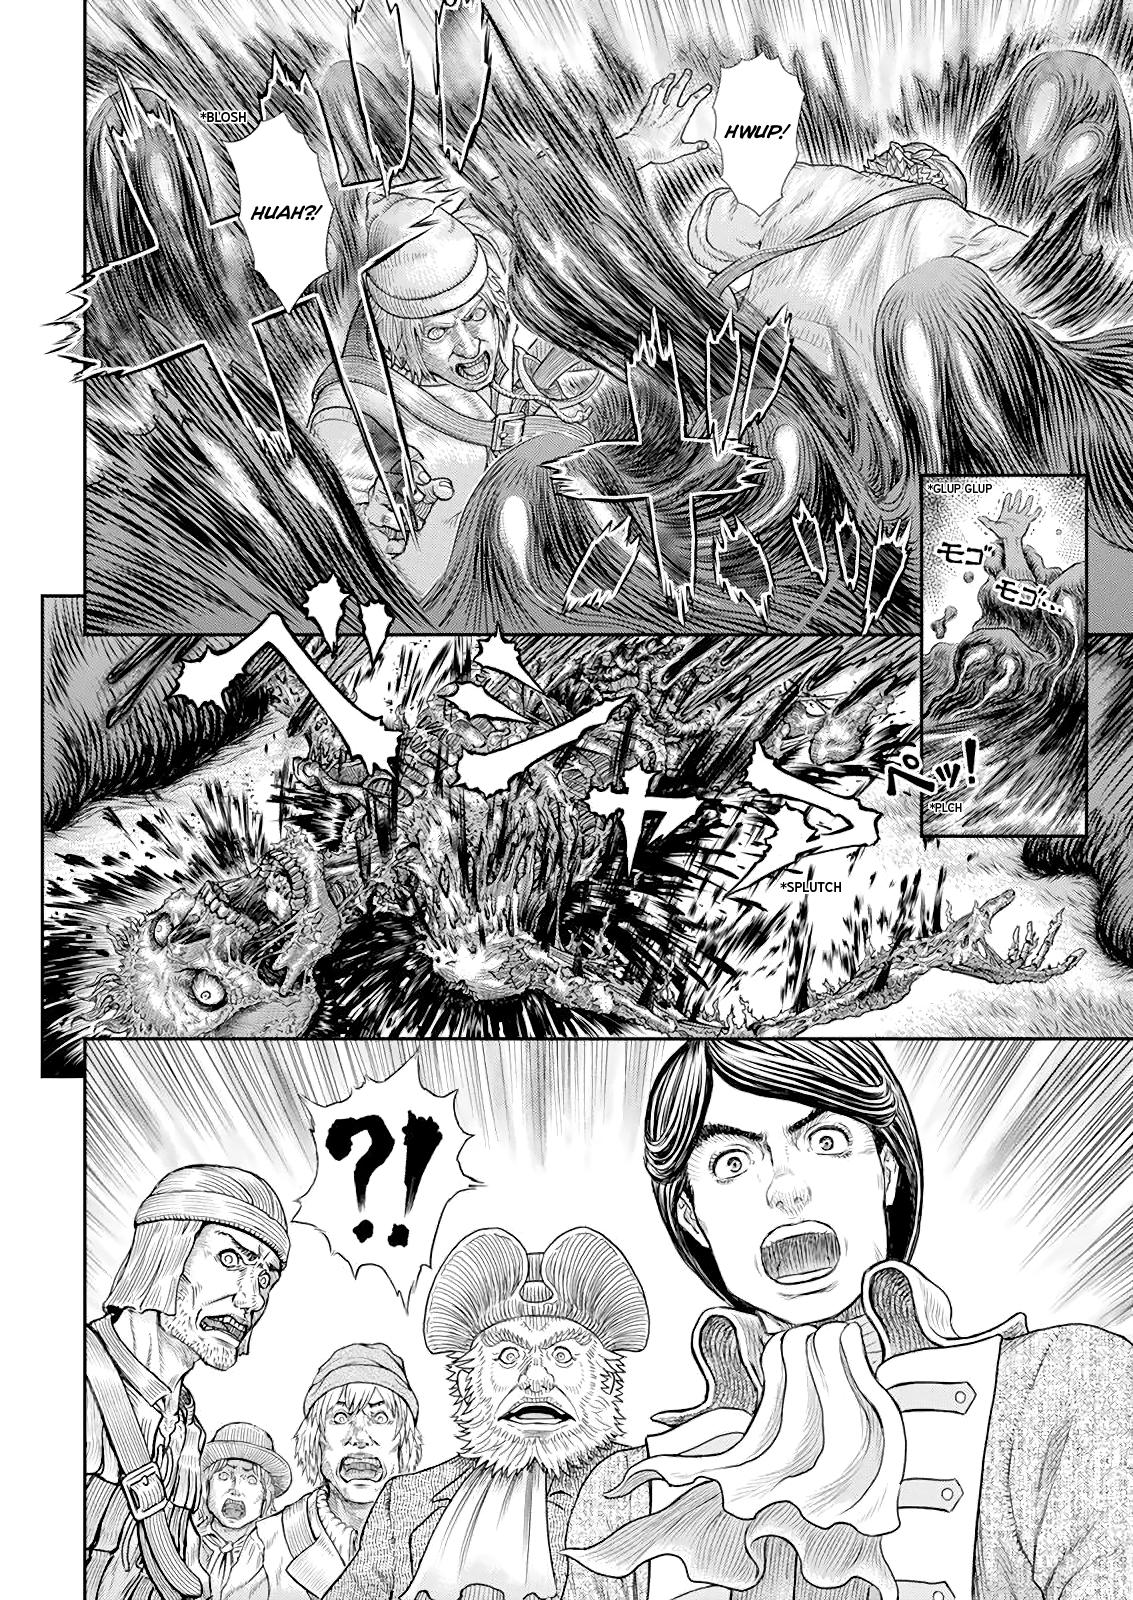 HWUP!
*BLOSH
HUAH?!
*GLUP GLUP
モゴ
モゴ…
ペッ!
*PLCH
*SPLUTCH
?!